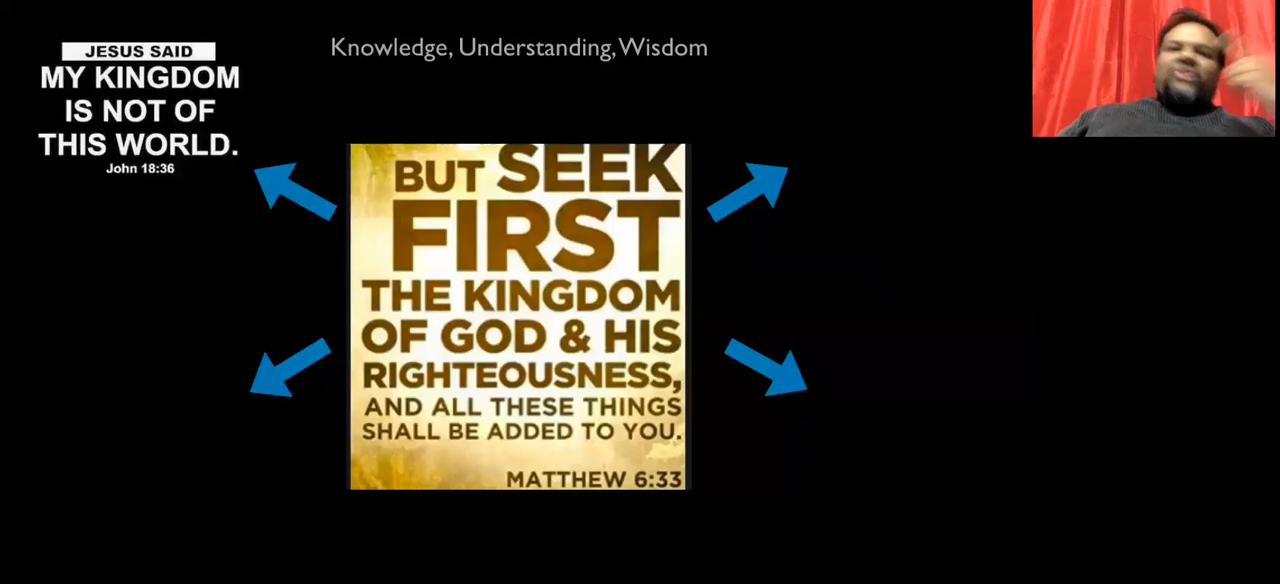 Knowledge, Understanding, Wisdom
JESUS SAID
MY KINGDOM
IS NOT OF
THIS WORLD.
John 18:36
BUT SEEK
FIRST
THE KINGDOM
OF GOD & HIS
RIGHTEOUSNESS,
AND ALL THESE THINGS
SHALL BE ADDED TO YOU.
MATTHEW 6:33